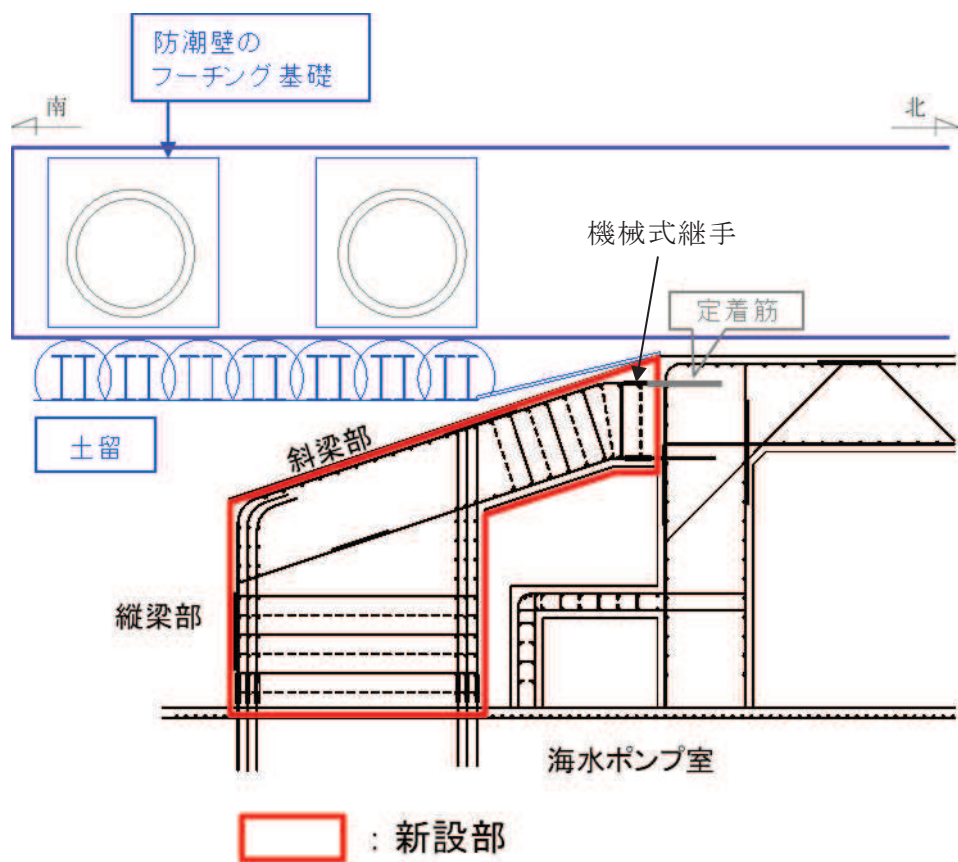 防潮壁の
フーチング基礎
南
北
機械式継手
定着筋
土留
斜梁部
縦梁部
海水ポンプ室
：新設部